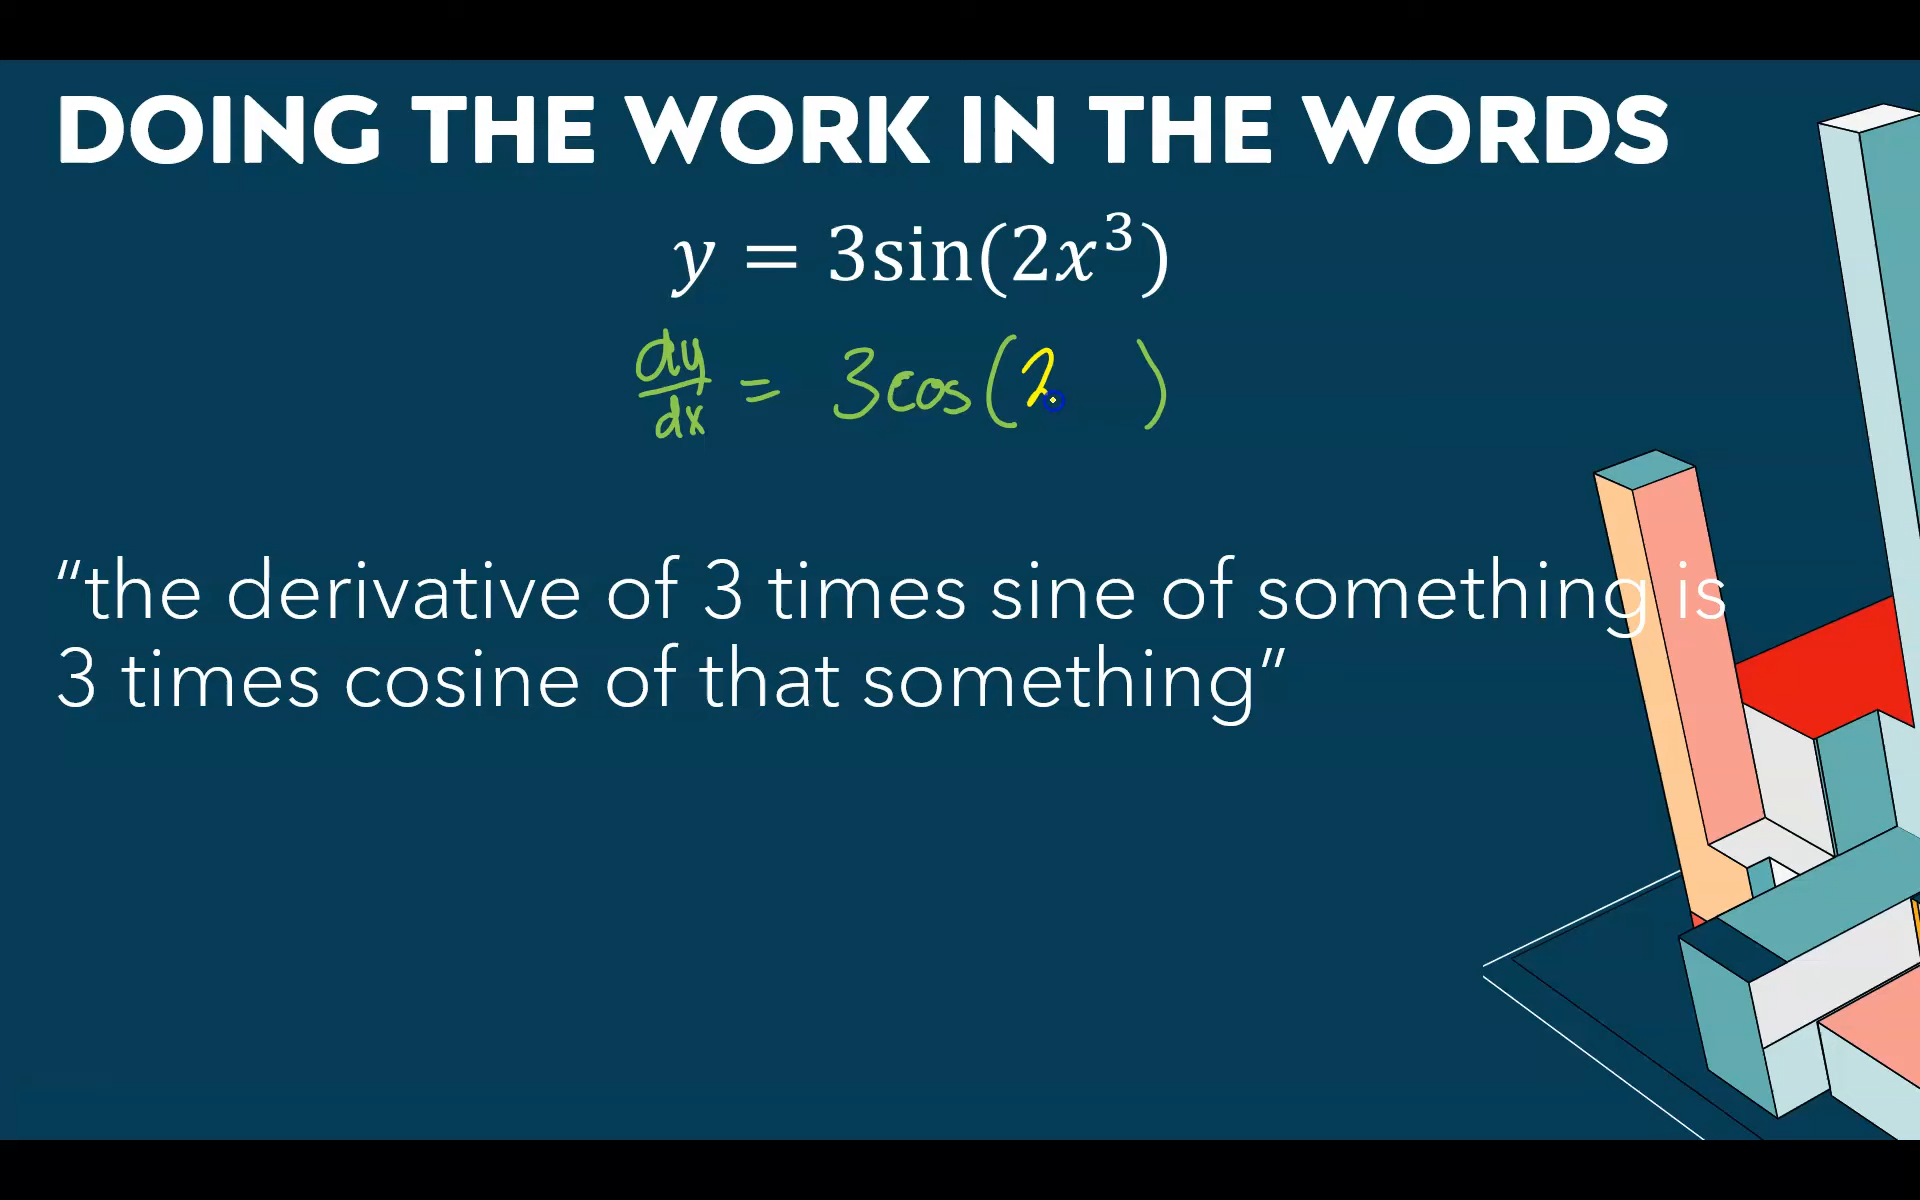 DOING THE WORK IN THE WORDS
y = 3sin(2x³)
dy/dx = 3cos(2 )
“the derivative of 3 times sine of something is
3 times cosine of that something”